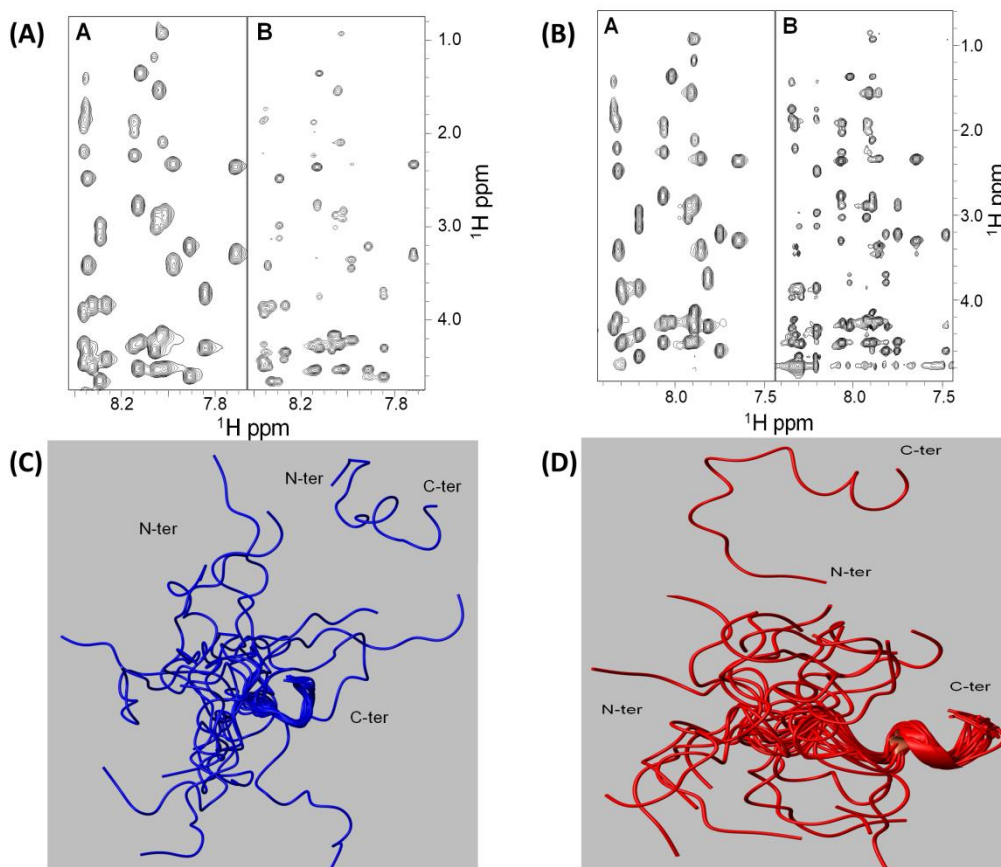 (A)
A
B
1.0
2.0
3.0
4.0
¹H ppm
8.2
7.8
8.2
7.8
¹H ppm
(B)
A
B
1.0
2.0
3.0
4.0
¹H ppm
8.0
7.5
8.0
7.5
¹H ppm
(C)
N-ter
C-ter
N-ter
C-ter
(D)
C-ter
N-ter
C-ter
N-ter